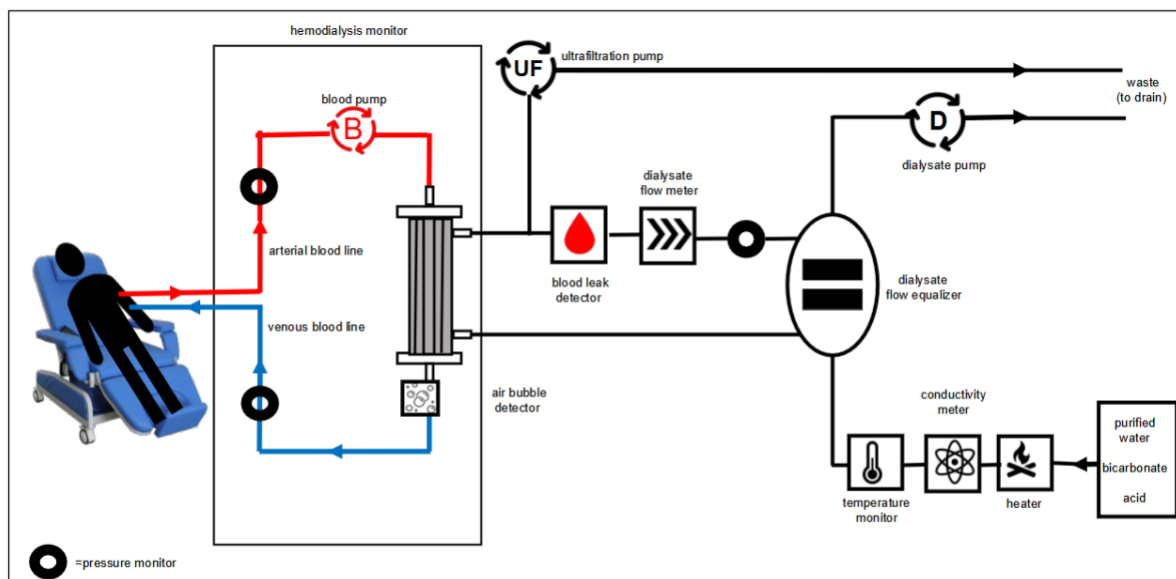 hemodialysis monitor
ultrafiltration pump
UF
waste
(to drain)
blood pump
B
D
dialysate pump
dialysate
flow meter
arterial blood line
blood leak
detector
dialysate
flow equalizer
venous blood line
air bubble
detector
conductivity
meter
purified
water
bicarbonate
acid
temperature
monitor
heater
=pressure monitor